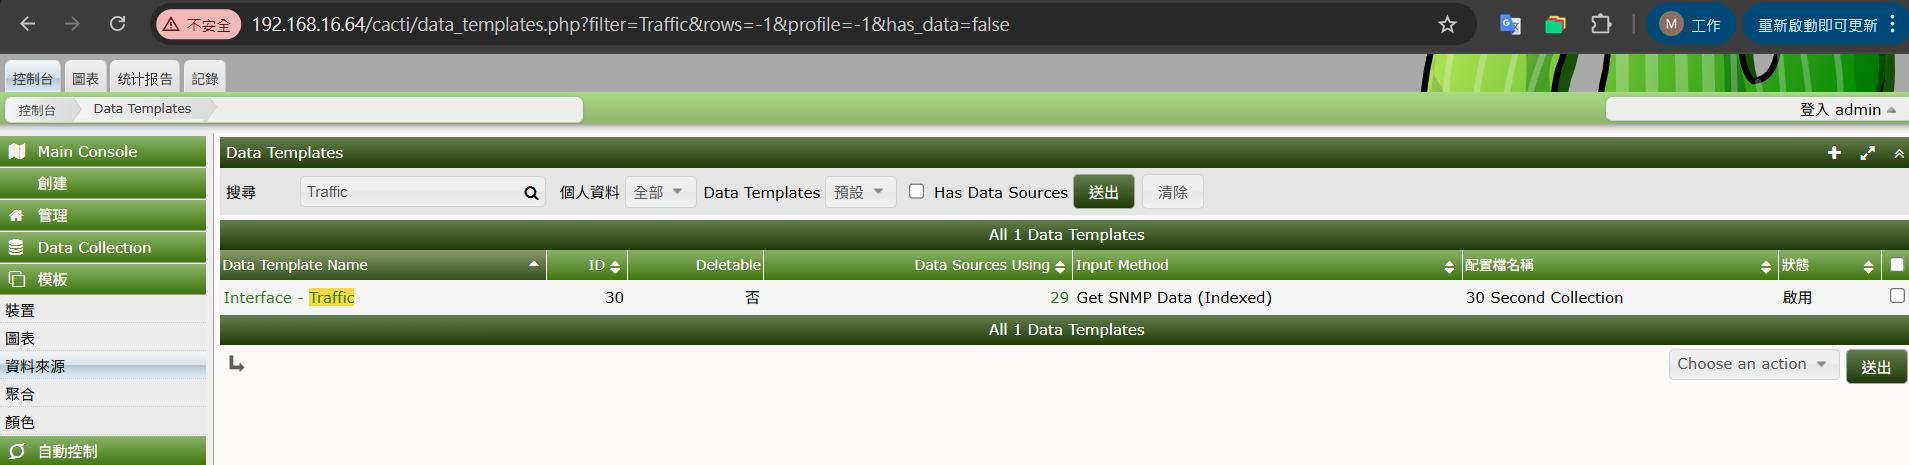 不安全 192.168.16.64/cacti/data_templates.php?filter=Traffic&rows=-1&profile=-1&has_data=false M 工作 重新啟動即可更新
控制台 圖表 统计报告 記錄
控制台 Data Templates 登入 admin
Main Console
創建
管理
Data Collection
模板
裝置
圖表
資料來源
聚合
顏色
自動控制
Data Templates
搜尋 Traffic 個人資料 全部 Data Templates 預設 Has Data Sources 送出 清除
All 1 Data Templates
Data Template Name ID Deletable Data Sources Using Input Method 配置檔名稱 狀態
Interface - Traffic 30 否 29 Get SNMP Data (Indexed) 30 Second Collection 啟用
All 1 Data Templates
Choose an action 送出